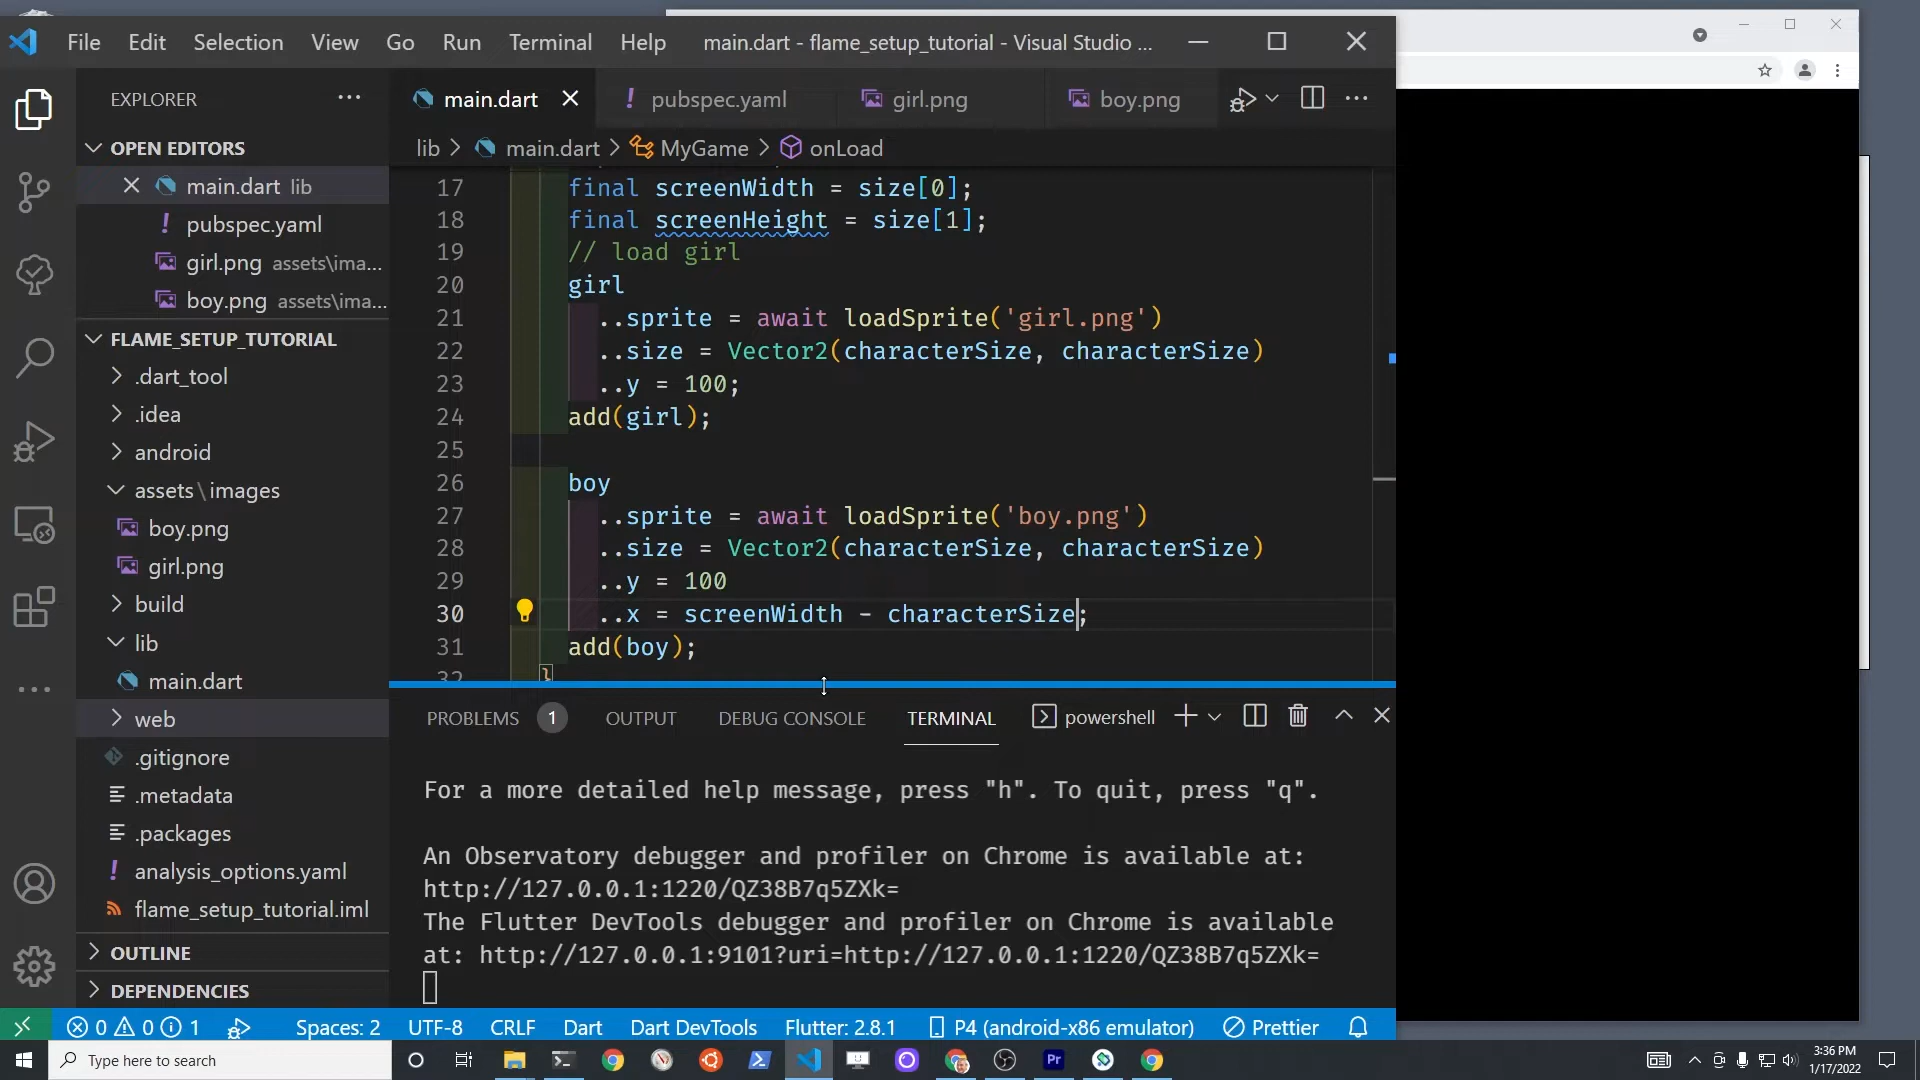 File Edit Selection View Go Run Terminal Help main.dart - flame_setup_tutorial - Visual Studio ...
EXPLORER
main.dart
pubspec.yaml
girl.png
boy.png
OPEN EDITORS
lib > main.dart > MyGame > onLoad
main.dart lib
pubspec.yaml
girl.png assets\ima...
boy.png assets\ima...
FLAME_SETUP_TUTORIAL
.dart_tool
.idea
android
assets\images
boy.png
girl.png
build
lib
main.dart
web
.gitignore
.metadata
.packages
analysis_options.yaml
flame_setup_tutorial.iml
OUTLINE
DEPENDENCIES
17 final screenWidth = size[0];
18 final screenHeight = size[1];
19 // load girl
20 girl
21 ..sprite = await loadSprite('girl.png')
22 ..size = Vector2(characterSize, characterSize)
23 ..y = 100;
24 add(girl);
25
26 boy
27 ..sprite = await loadSprite('boy.png')
28 ..size = Vector2(characterSize, characterSize)
29 ..y = 100
30 ..x = screenWidth - characterSize;
31 add(boy);
32 }
PROBLEMS 1 OUTPUT DEBUG CONSOLE TERMINAL powershell
For a more detailed help message, press "h". To quit, press "q".
An Observatory debugger and profiler on Chrome is available at:
http://127.0.0.1:1220/QZ38B7q5ZXk=
The Flutter DevTools debugger and profiler on Chrome is available
at: http://127.0.0.1:9101?uri=http://127.0.0.1:1220/QZ38B7q5ZXk=
0 0 1 Spaces: 2 UTF-8 CRLF Dart Dart DevTools Flutter: 2.8.1 P4 (android-x86 emulator) Prettier
Type here to search
Pr
3:36 PM
1/17/2022